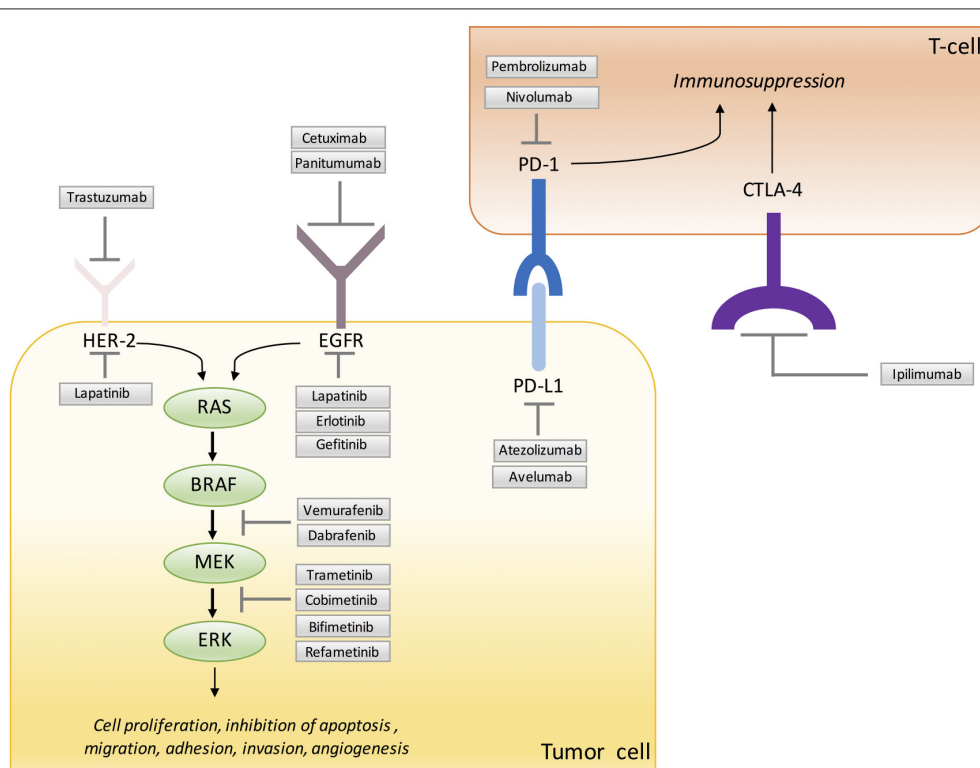 T-cell
Pembrolizumab
Nivolumab
Immunosuppression
PD-1
CTLA-4
Cetuximab
Panitumumab
Trastuzumab
HER-2
EGFR
Lapatinib
RAS
Lapatinib
Erlotinib
Gefitinib
PD-L1
Atezolizumab
Avelumab
Ipilimumab
BRAF
Vemurafenib
Dabrafenib
MEK
Trametinib
Cobimetinib
Bifimetinib
Refametinib
ERK
Cell proliferation, inhibition of apoptosis ,
migration, adhesion, invasion, angiogenesis
Tumor cell